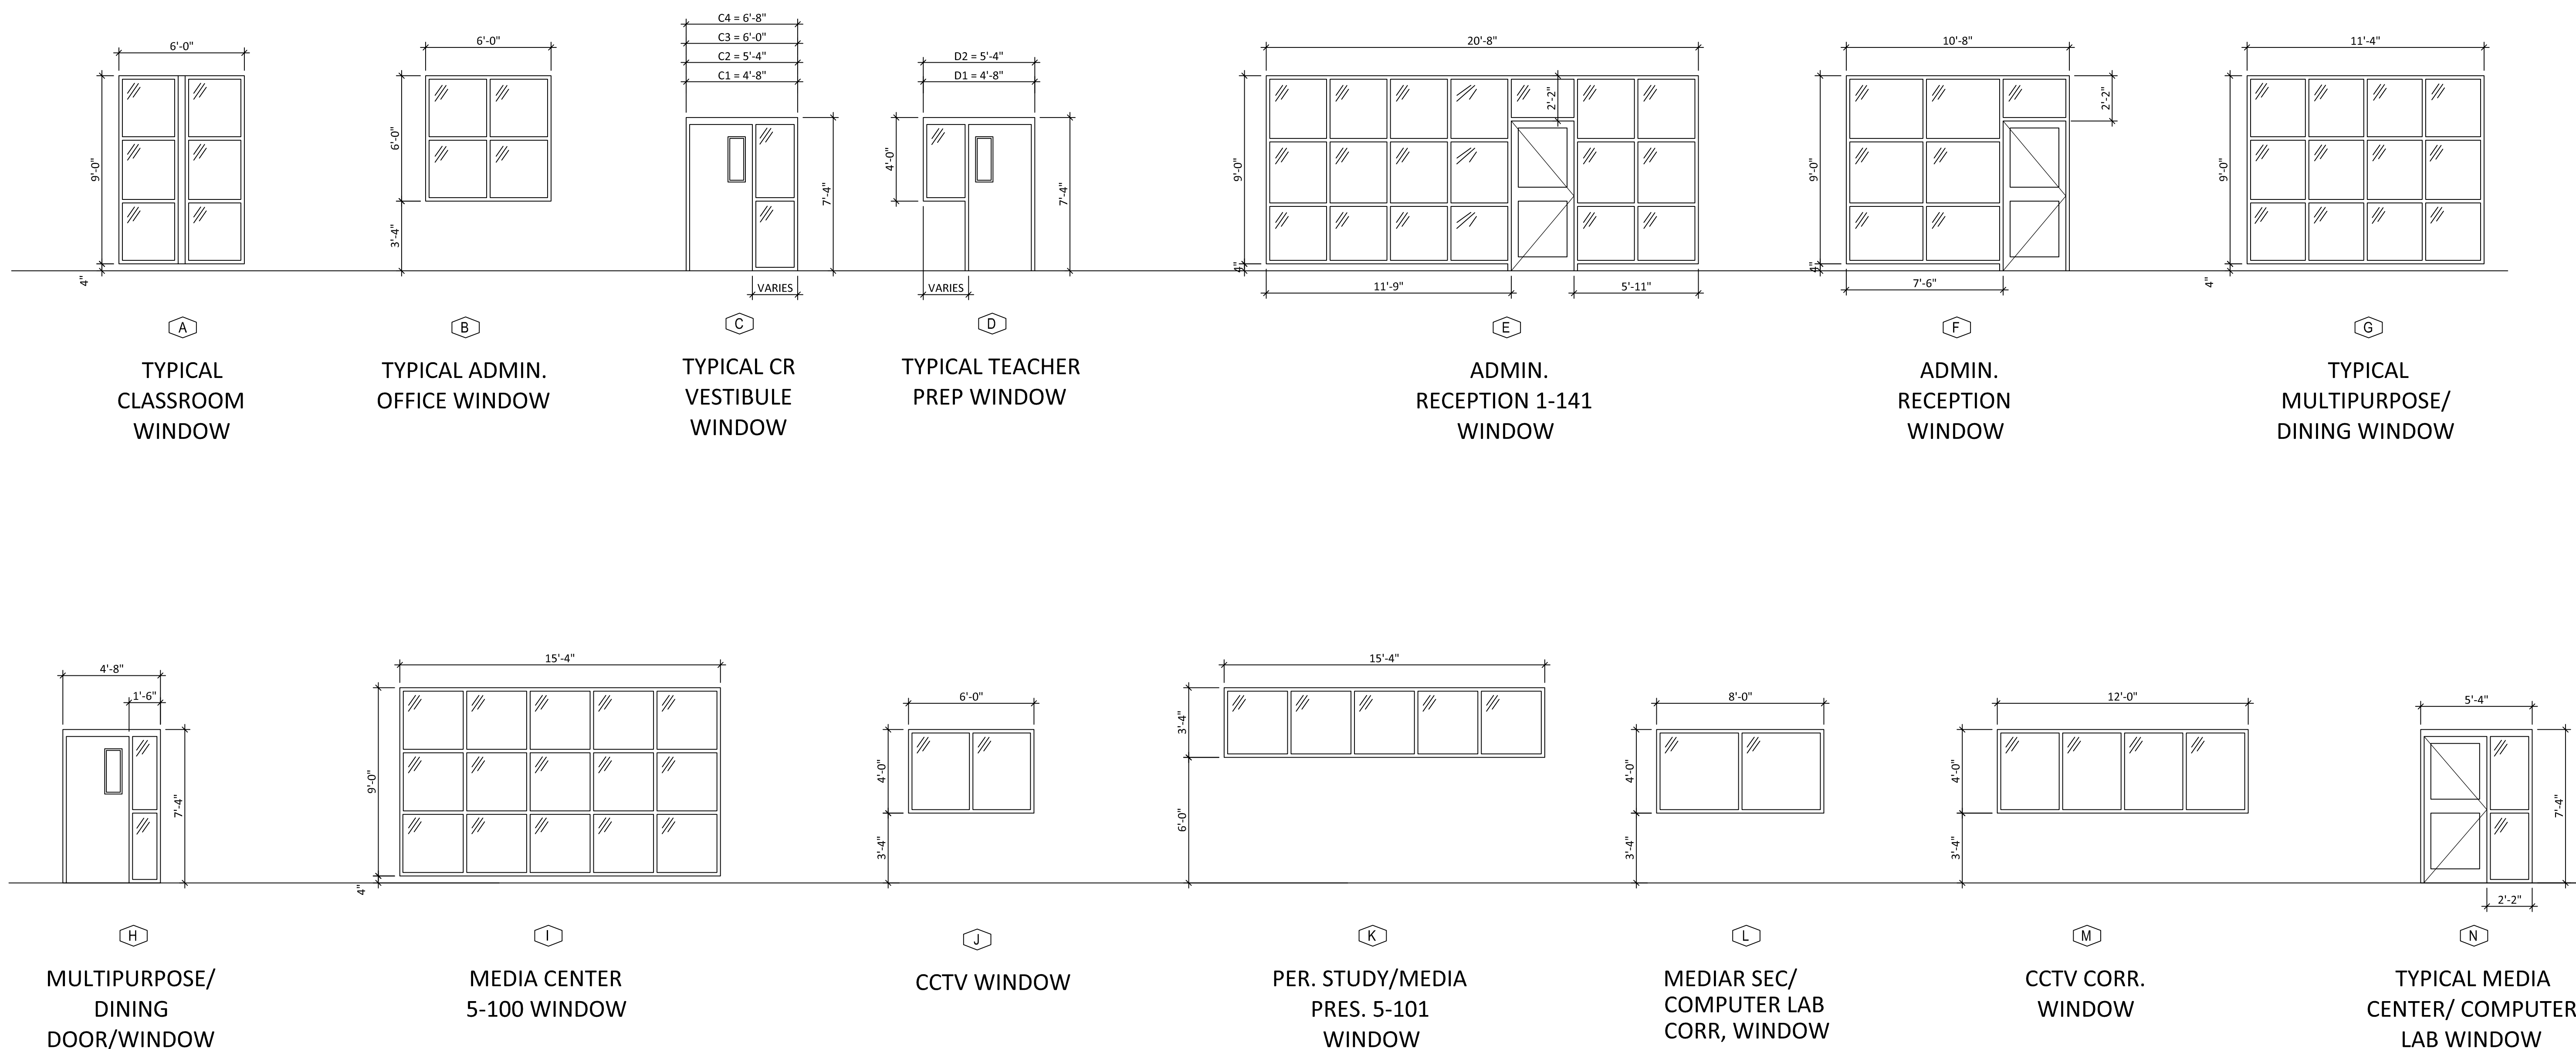 C4 = 6'-8"
C3 = 6'-0"
C2 = 5'-4"
C1 = 4'-8"
D2 = 5'-4"
D1 = 4'-8"
6'-0"
9'-0"
4"
6'-0"
6'-0"
3'-4"
7'-4"
VARIES
4'-0"
7'-4"
VARIES
20'-8"
9'-0"
4"
2'-2"
11'-9"
5'-11"
10'-8"
9'-0"
4"
2'-2"
7'-6"
11'-4"
9'-0"
4"
A
TYPICAL
CLASSROOM
WINDOW
B
TYPICAL ADMIN.
OFFICE WINDOW
C
TYPICAL CR
VESTIBULE
WINDOW
D
TYPICAL TEACHER
PREP WINDOW
E
ADMIN.
RECEPTION 1-141
WINDOW
F
ADMIN.
RECEPTION
WINDOW
G
TYPICAL
MULTIPURPOSE/
DINING WINDOW
4'-8"
1'-6"
7'-4"
15'-4"
9'-0"
4"
6'-0"
4'-0"
3'-4"
15'-4"
3'-4"
6'-0"
8'-0"
4'-0"
3'-4"
12'-0"
4'-0"
3'-4"
5'-4"
7'-4"
2'-2"
H
MULTIPURPOSE/
DINING
DOOR/WINDOW
I
MEDIA CENTER
5-100 WINDOW
J
CCTV WINDOW
K
PER. STUDY/MEDIA
PRES. 5-101
WINDOW
L
MEDIAR SEC/
COMPUTER LAB
CORR, WINDOW
M
CCTV CORR.
WINDOW
N
TYPICAL MEDIA
CENTER/ COMPUTER
LAB WINDOW